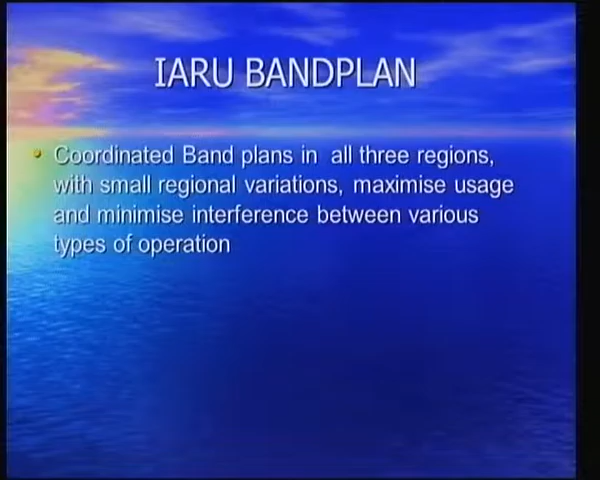 IARU BANDPLAN
• Coordinated Band plans in all three regions,
with small regional variations, maximise usage
and minimise interference between various
types of operation